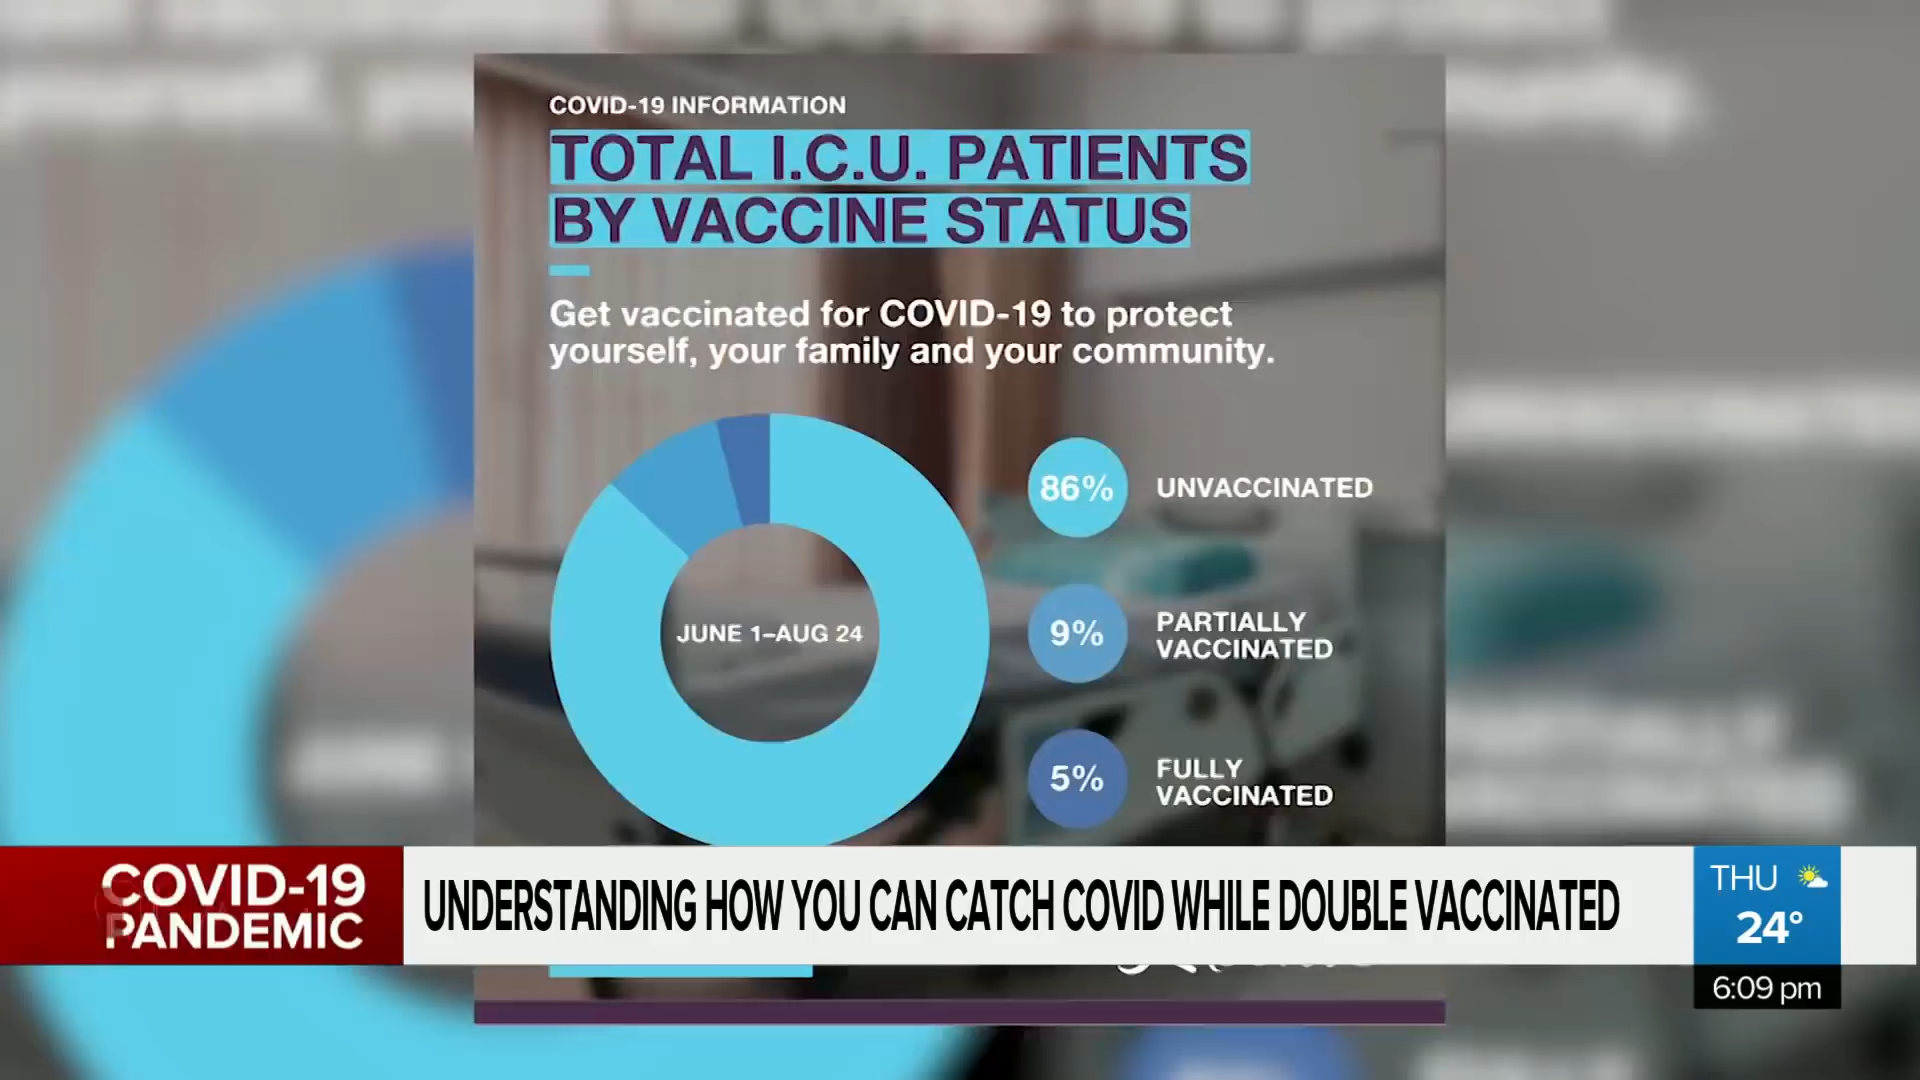 COVID-19 INFORMATION
TOTAL I.C.U. PATIENTS
BY VACCINE STATUS
Get vaccinated for COVID-19 to protect
yourself, your family and your community.
JUNE 1–AUG 24
86%
UNVACCINATED
9%
PARTIALLY
VACCINATED
5%
FULLY
VACCINATED
COVID-19
PANDEMIC
UNDERSTANDING HOW YOU CAN CATCH COVID WHILE DOUBLE VACCINATED
THU
24°
6:09 pm